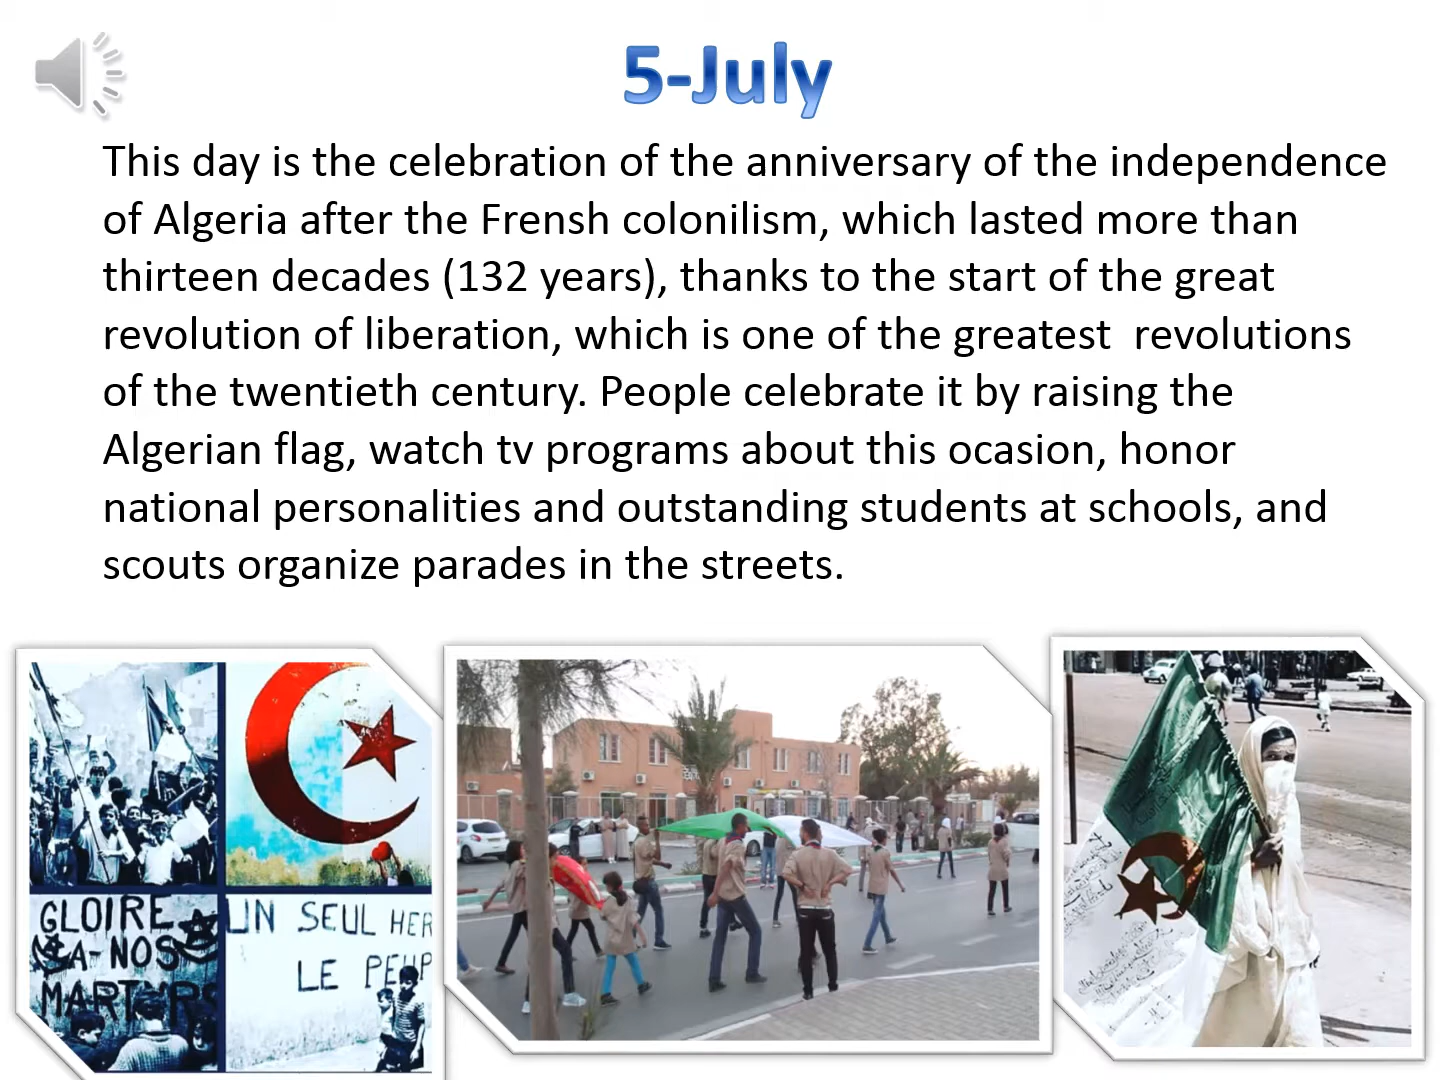 5-July
This day is the celebration of the anniversary of the independence
of Algeria after the Frensh colonilism, which lasted more than
thirteen decades (132 years), thanks to the start of the great
revolution of liberation, which is one of the greatest  revolutions
of the twentieth century. People celebrate it by raising the
Algerian flag, watch tv programs about this ocasion, honor
national personalities and outstanding students at schools, and
scouts organize parades in the streets.
GLOIRE
A NOS
MARTYRS
UN SEUL HER
LE PEUP